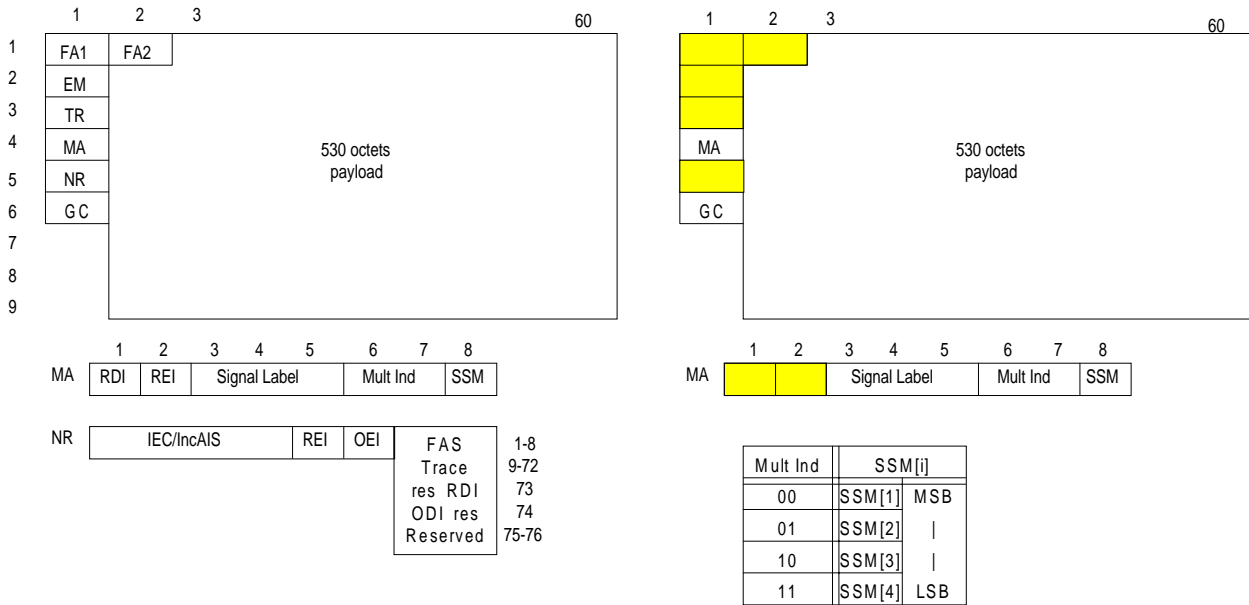 1 2 3 60
1 FA1 FA2
2 EM
3 TR
4 MA 530 octets
5 NR payload
6 GC
7
8
9
1 2 3 4 5 6 7 8
MA RDI REI Signal Label Mult Ind SSM
NR IEC/IncAIS REI OEI FAS 1-8
Trace 9-72
res RDI 73
ODI res 74
Reserved 75-76
1 2 3 60
MA 530 octets
payload
GC
1 2 3 4 5 6 7 8
MA Signal Label Mult Ind SSM
Mult Ind SSM[i]
00 SSM[1] MSB
01 SSM[2] |
10 SSM[3] |
11 SSM[4] LSB